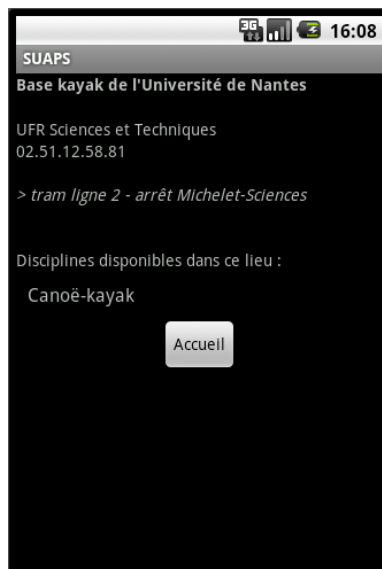 3G 16:08
SUAPS
Base kayak de l'Université de Nantes
UFR Sciences et Techniques
02.51.12.58.81
> tram ligne 2 - arrêt Michelet-Sciences
Disciplines disponibles dans ce lieu :
Canoë-kayak
Accueil